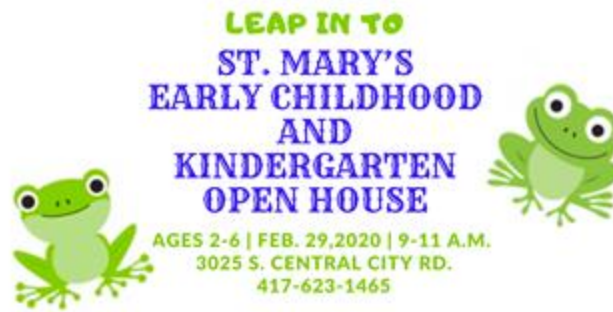 LEAP IN TO
ST. MARY'S
EARLY CHILDHOOD
AND
KINDERGARTEN
OPEN HOUSE
AGES 2-6 | FEB. 29,2020 | 9-11 A.M.
3025 S. CENTRAL CITY RD.
417-623-1465